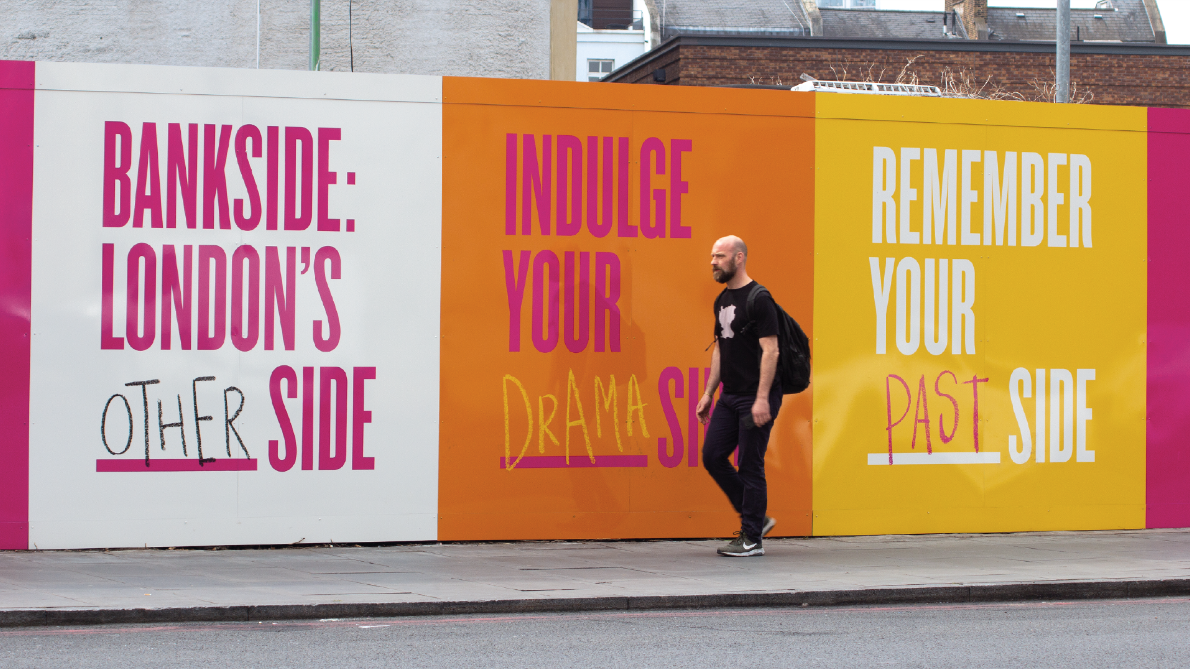 BANKSIDE:
LONDON'S
OTHER SIDE
INDULGE
YOUR
DRAMA
REMEMBER
YOUR
PAST SIDE